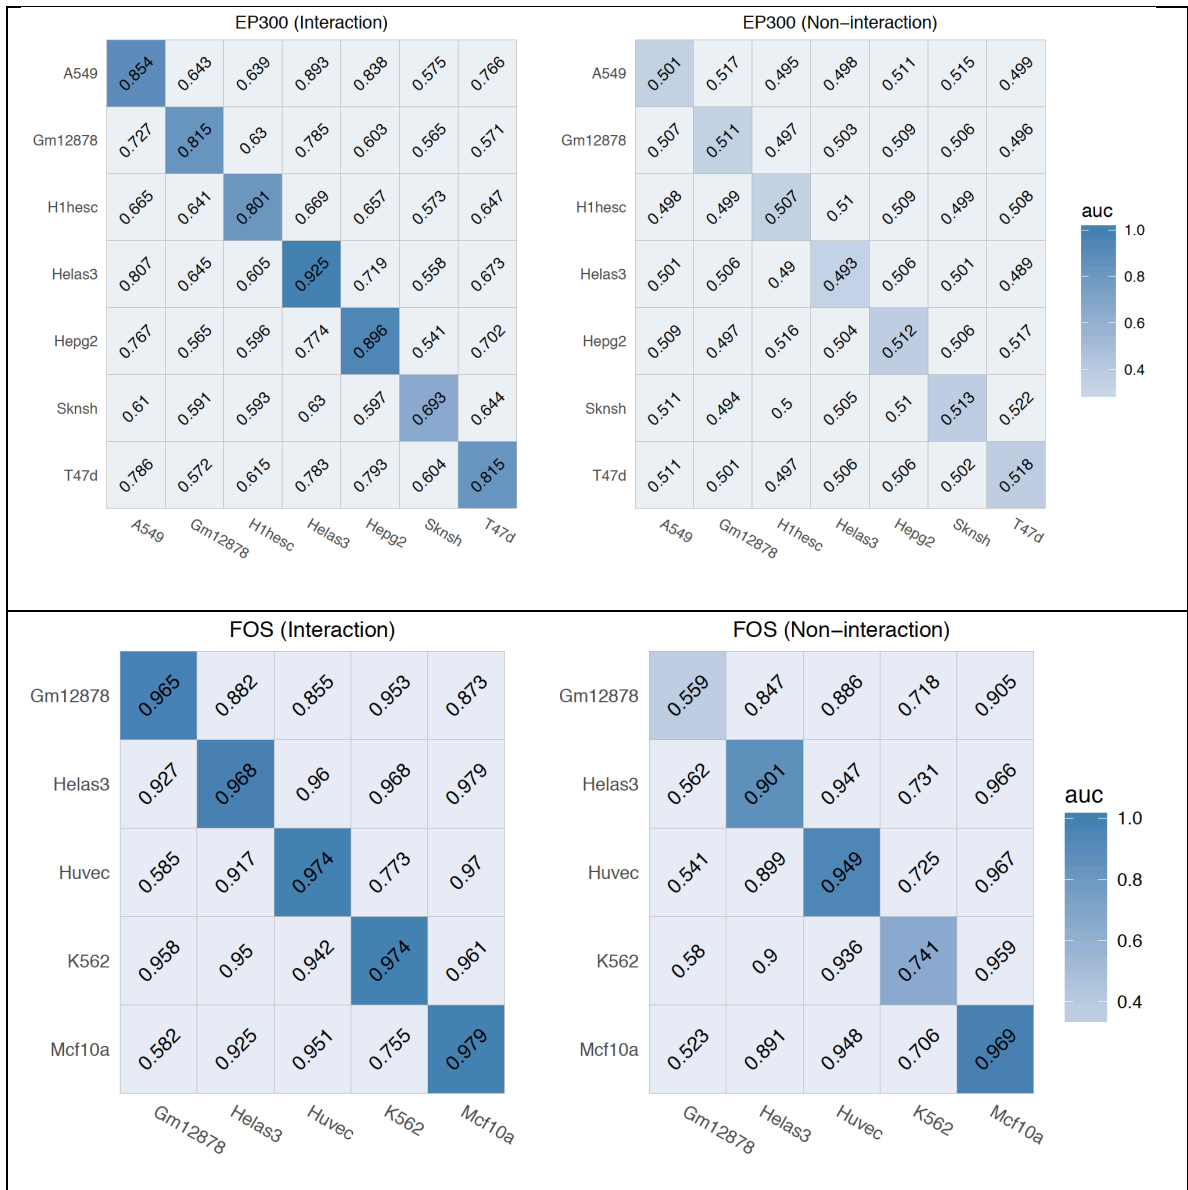 EP300 (Interaction)
A549 0.854 0.643 0.639 0.893 0.838 0.575 0.766
Gm12878 0.727 0.815 0.63 0.785 0.603 0.565 0.571
H1hesc 0.665 0.641 0.801 0.669 0.657 0.573 0.647
Helas3 0.807 0.645 0.605 0.925 0.719 0.558 0.673
Hepg2 0.767 0.565 0.596 0.774 0.896 0.541 0.702
Sknsh 0.61 0.591 0.593 0.63 0.597 0.693 0.644
T47d 0.786 0.572 0.615 0.783 0.793 0.604 0.815
A549 Gm12878 H1hesc Helas3 Hepg2 Sknsh T47d
EP300 (Non−interaction)
A549 0.501 0.517 0.495 0.498 0.511 0.515 0.499
Gm12878 0.507 0.511 0.497 0.503 0.509 0.506 0.496
H1hesc 0.498 0.499 0.507 0.51 0.509 0.499 0.508
Helas3 0.501 0.506 0.49 0.493 0.506 0.501 0.489
Hepg2 0.509 0.497 0.516 0.504 0.512 0.506 0.517
Sknsh 0.511 0.494 0.5 0.505 0.51 0.513 0.522
T47d 0.511 0.501 0.497 0.506 0.506 0.502 0.518
A549 Gm12878 H1hesc Helas3 Hepg2 Sknsh T47d
auc
1.0
0.8
0.6
0.4
FOS (Interaction)
Gm12878 0.965 0.882 0.855 0.953 0.873
Helas3 0.927 0.968 0.96 0.968 0.979
Huvec 0.585 0.917 0.974 0.773 0.97
K562 0.958 0.95 0.942 0.974 0.961
Mcf10a 0.582 0.925 0.951 0.755 0.979
Gm12878 Helas3 Huvec K562 Mcf10a
FOS (Non−interaction)
Gm12878 0.559 0.847 0.886 0.718 0.905
Helas3 0.562 0.901 0.947 0.731 0.966
Huvec 0.541 0.899 0.949 0.725 0.967
K562 0.58 0.9 0.936 0.741 0.959
Mcf10a 0.523 0.891 0.948 0.706 0.969
Gm12878 Helas3 Huvec K562 Mcf10a
auc
1.0
0.8
0.6
0.4